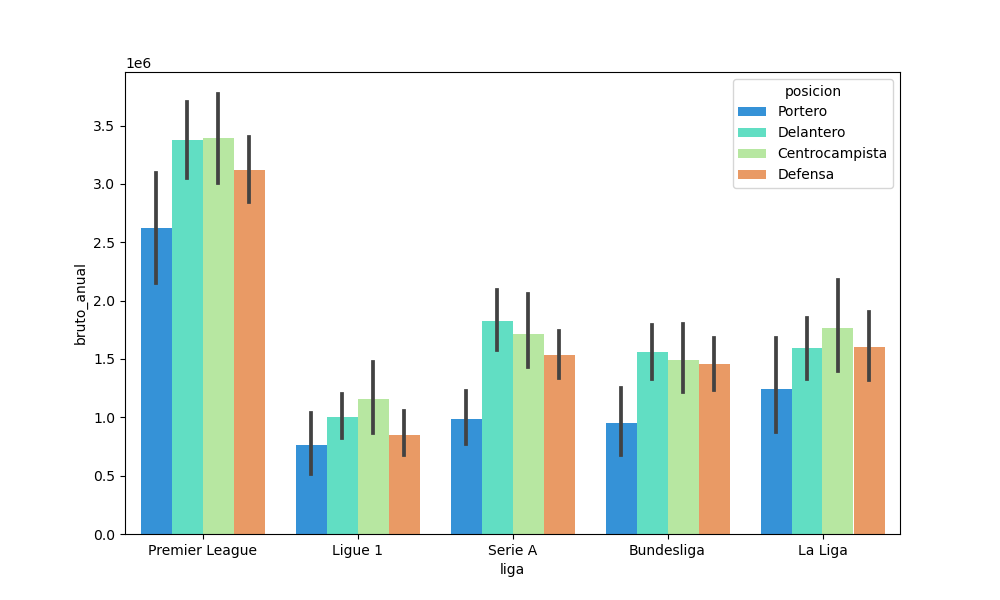 1e6
posicion
Portero
Delantero
Centrocampista
Defensa
bruto_anual
3.5
3.0
2.5
2.0
1.5
1.0
0.5
0.0
Premier League
Ligue 1
Serie A
Bundesliga
La Liga
liga